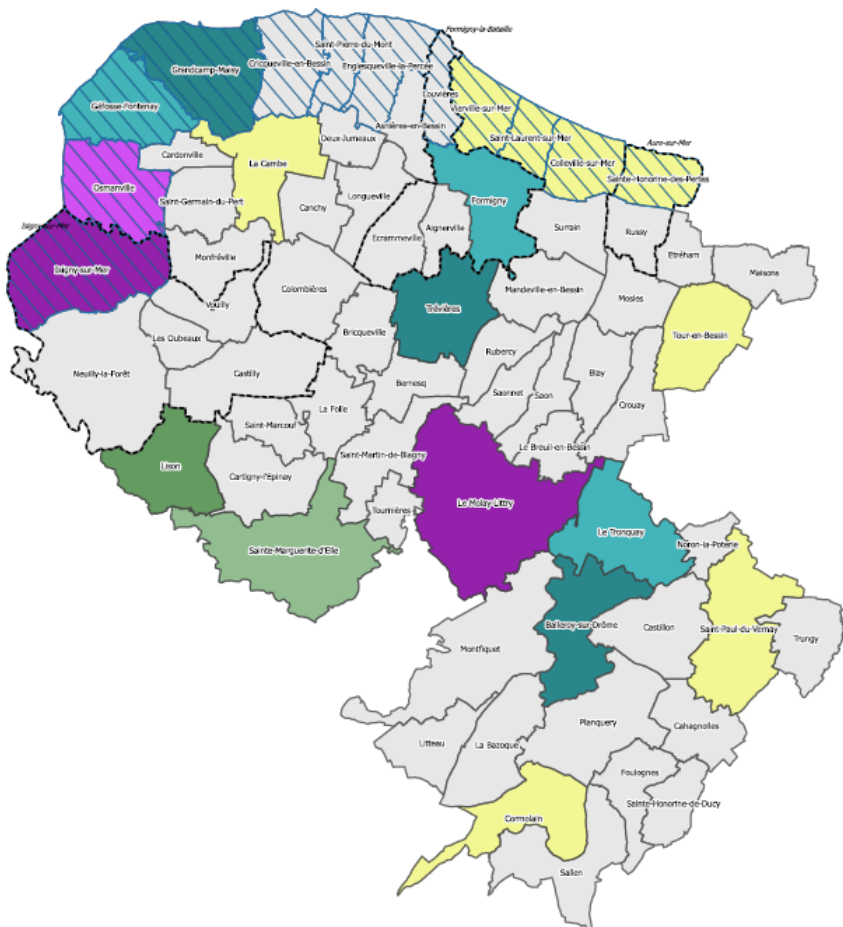 Formigny-la-Bataille
Saint-Pierre-du-Mont
Cricqueville-en-Bessin
Englesqueville-la-Percée
Grandcamp-Maisy
Louvières
Géfosse-Fontenay
Vierville-sur-Mer
Asnières-en-Bessin
Deux-Jumeaux
Saint-Laurent-sur-Mer
Aure-sur-Mer
Cardonville
La Cambe
Colleville-sur-Mer
Sainte-Honorine-des-Pertes
Osmanville
Saint-Germain-du-Pert
Longueville
Canchy
Formigny
Isigny-sur-Mer
Aignerville
Surrain
Russy
Ecrammeville
Etréham
Monfréville
Isigny-sur-Mer
Maisons
Colombières
Mandeville-en-Bessin
Mosles
Vouilly
Trévières
Bricqueville
Tour-en-Bessin
Les Oubeaux
Neuilly-la-Forêt
Rubercy
Castilly
Blay
Bernesq
Saonnet
Saon
Crouay
La Folie
Saint-Marcouf
Le Breuil-en-Bessin
Saint-Martin-de-Blagny
Lison
Cartigny-l'Epinay
Le Molay-Littry
Tournières
Le Tronquay
Noron-la-Poterie
Sainte-Marguerite-d'Elle
Balleroy-sur-Drôme
Castillon
Saint-Paul-du-Vernay
Trungy
Montfiquet
Planquery
Cahagnolles
Litteau
La Bazoque
Foulognes
Sainte-Honorine-de-Ducy
Cormolain
Sallen